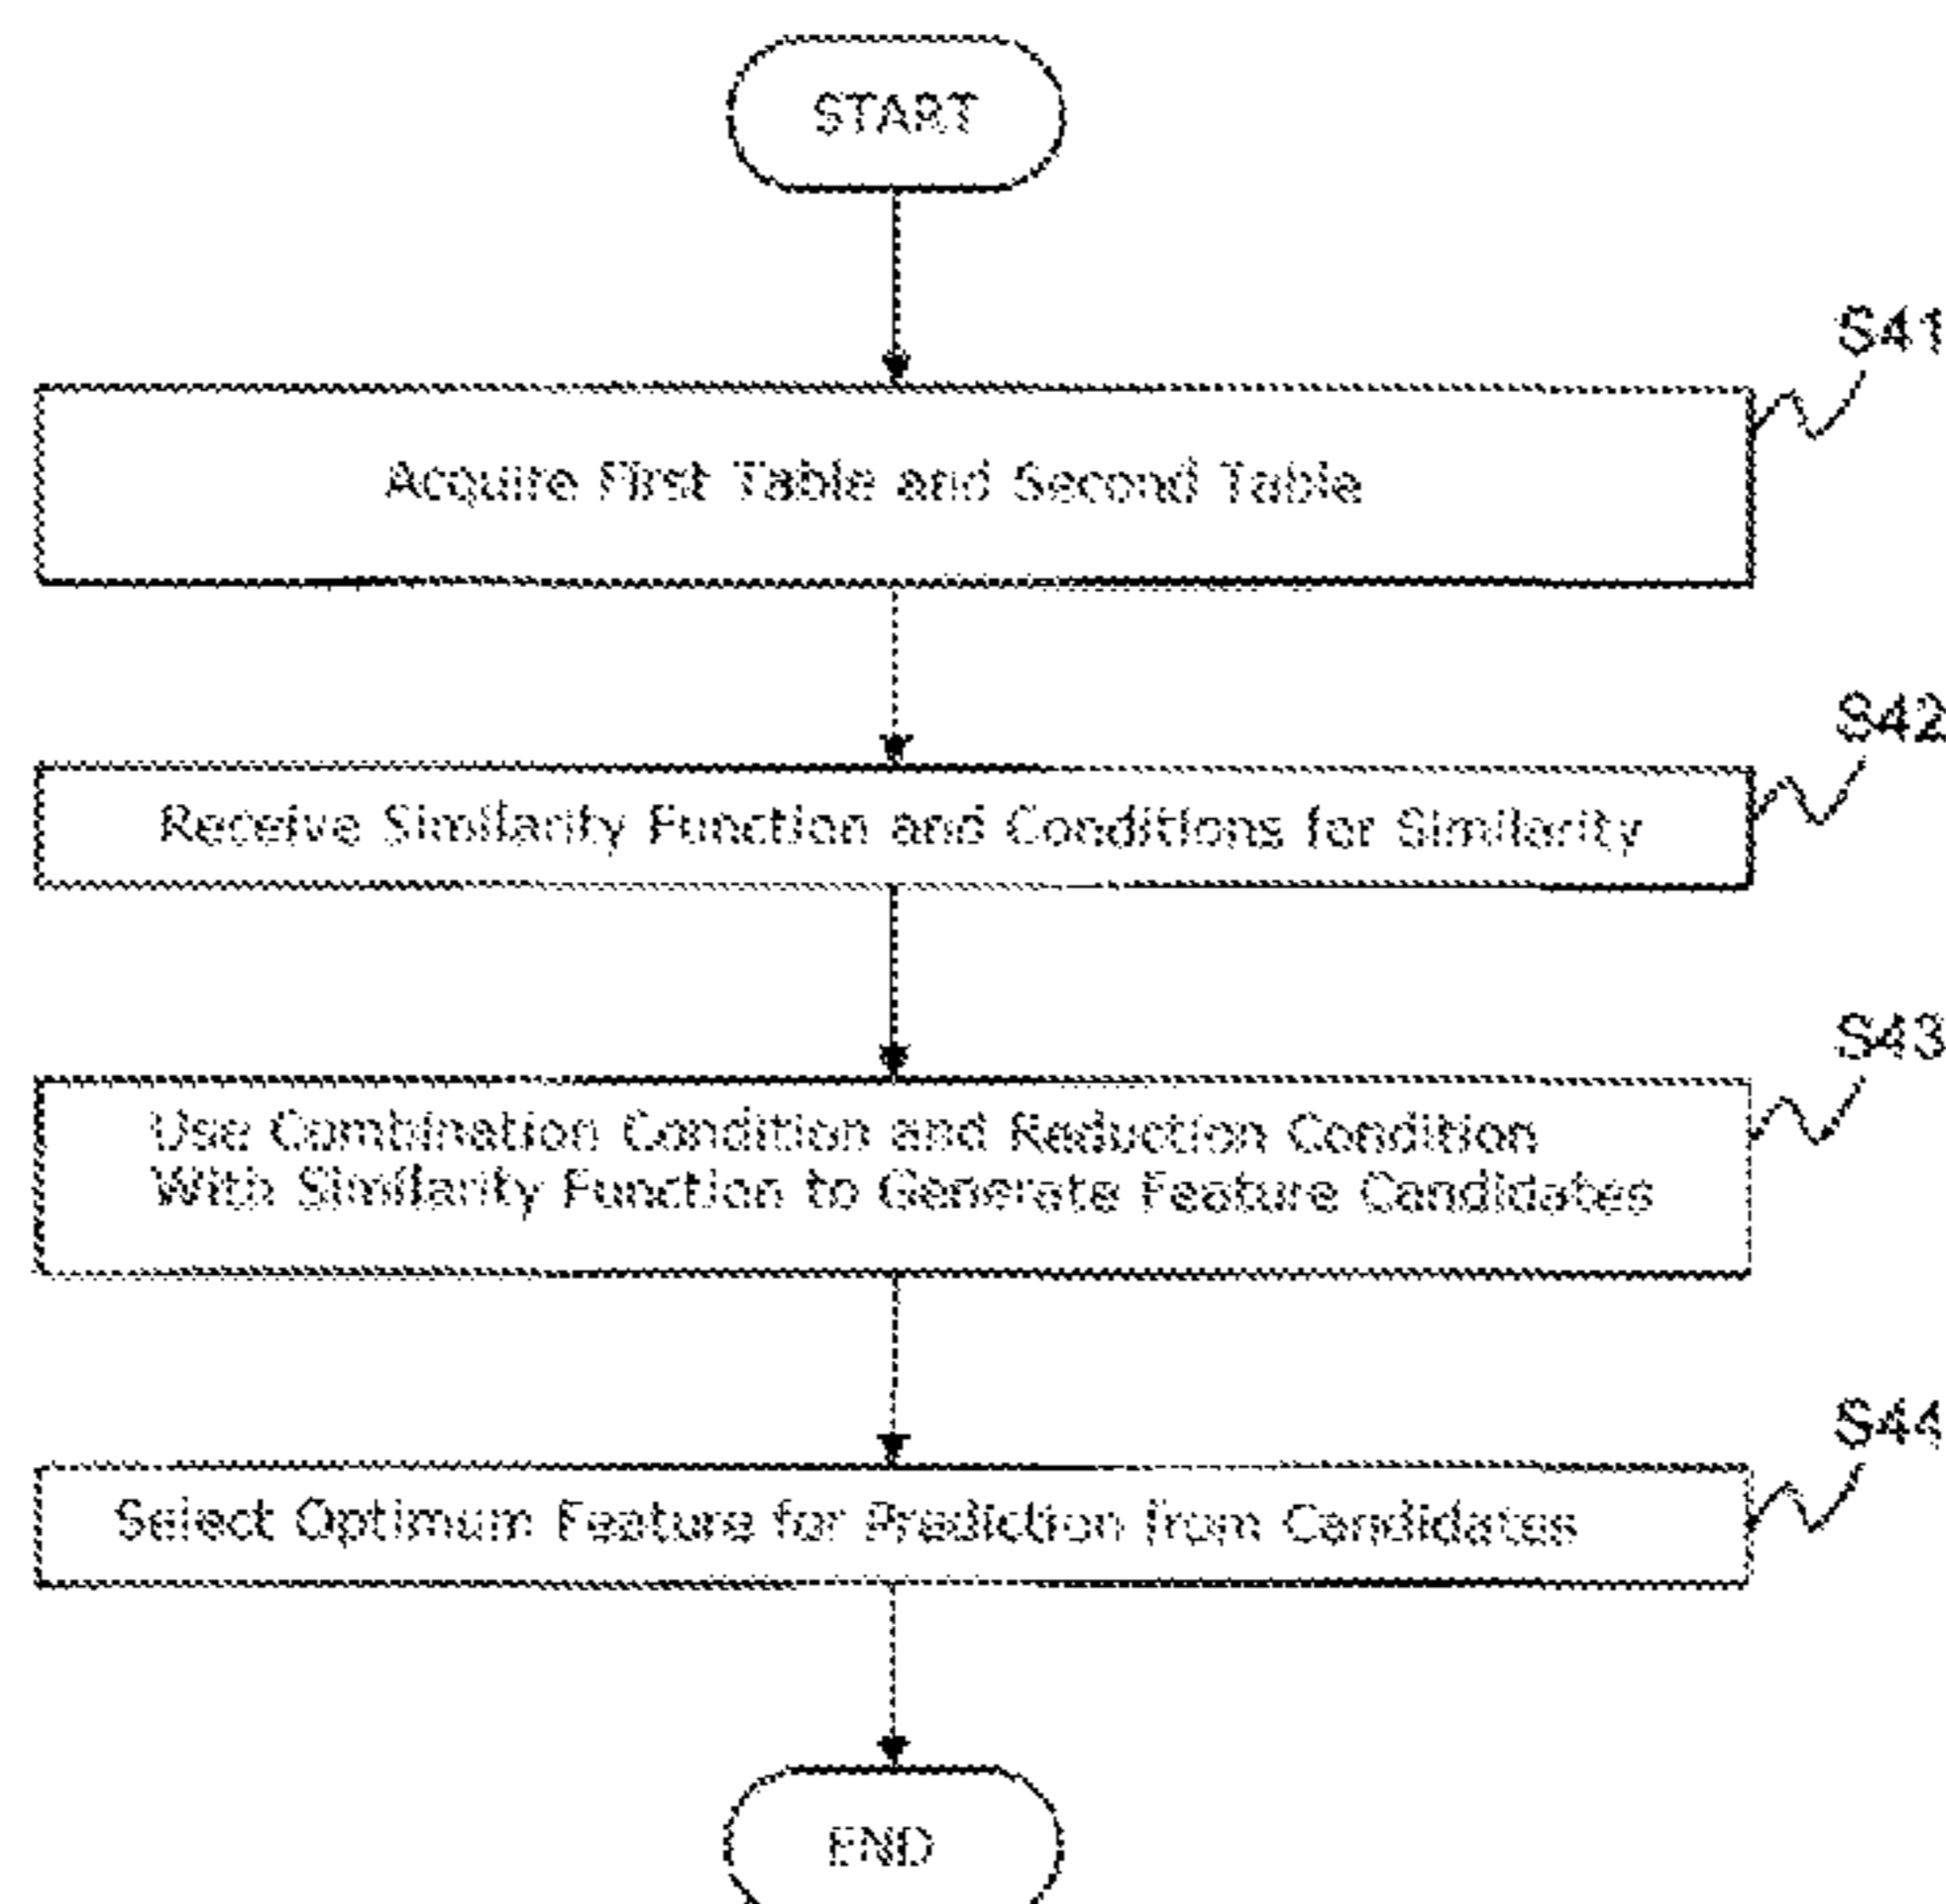 START
S41
Acquire First Table and Second Table
S42
Receive Similarity Function and Conditions for Similarity
S43
Use Combination Condition and Reduction Condition
With Similarity Function to Generate Feature Candidates
S44
Select Optimum Feature for Prediction from Candidates
END